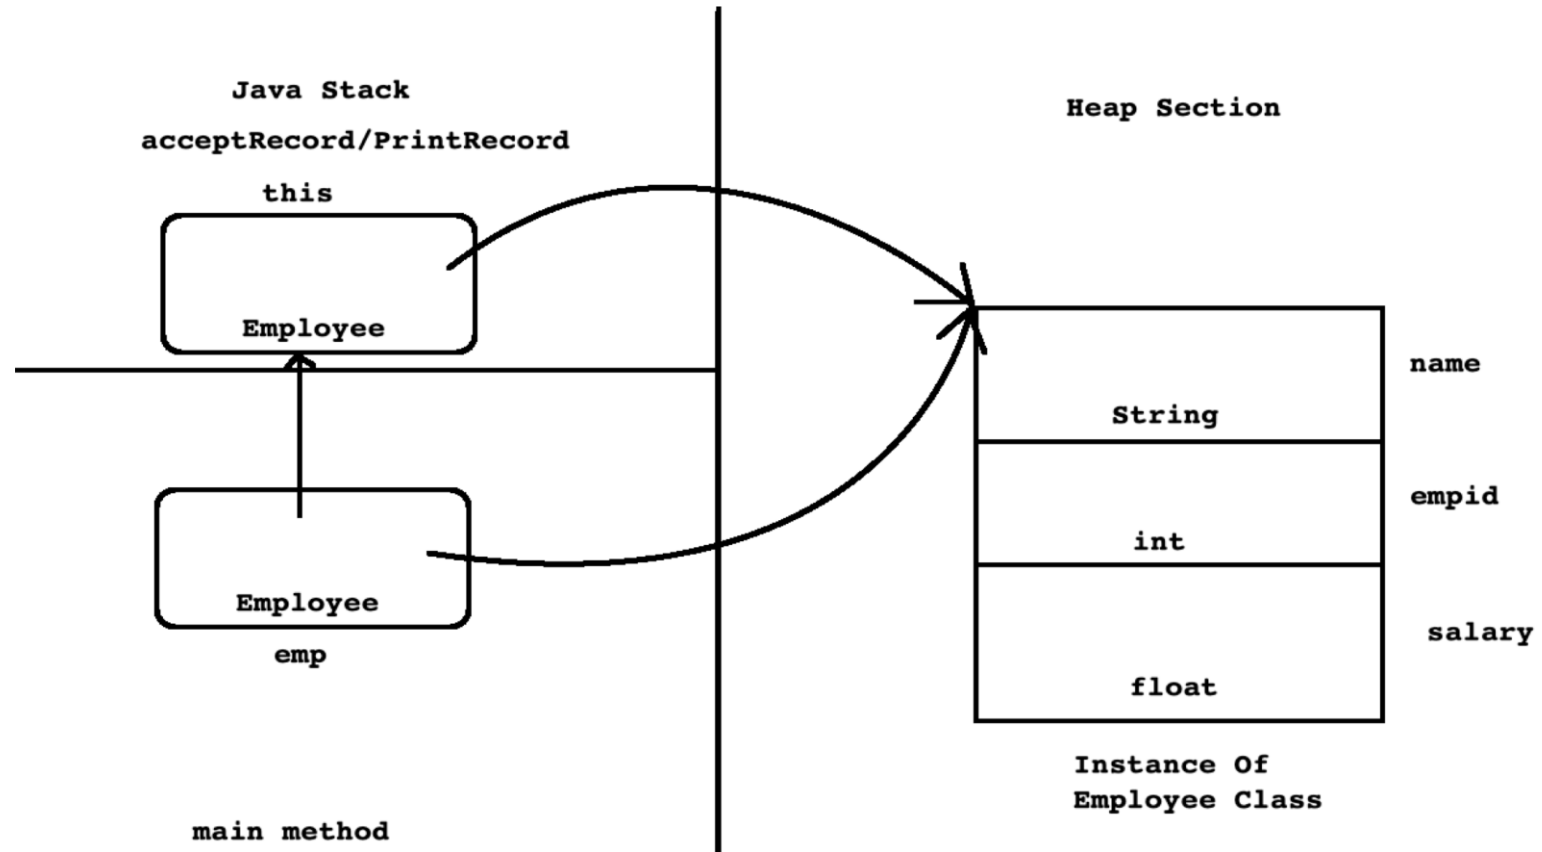 Java Stack
acceptRecord/PrintRecord
this
Employee
Employee
emp
main method
Heap Section
String
name
int
empid
float
salary
Instance Of
Employee Class